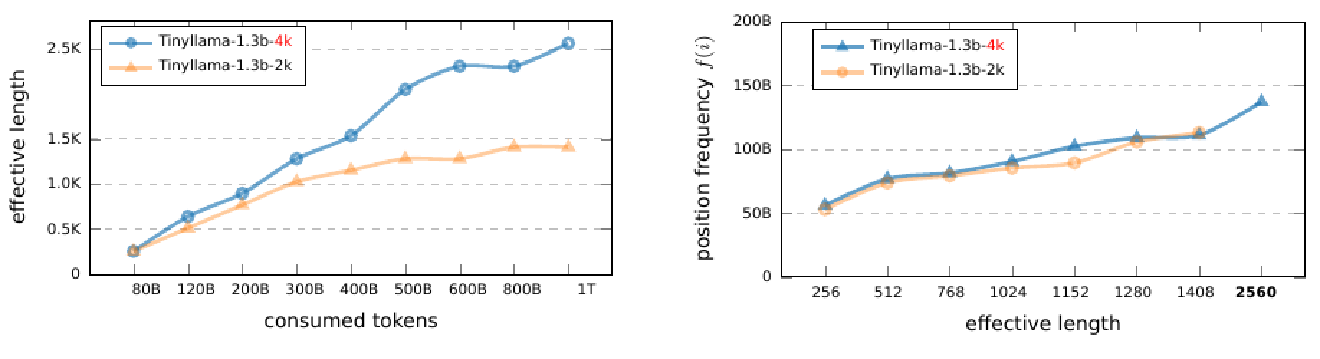 Tinyllama-1.3b-4k
Tinyllama-1.3b-2k
effective length
2.5K
1.5K
1.0K
0.5K
0
80B 120B 200B 300B 400B 500B 600B 800B 1T
consumed tokens
Tinyllama-1.3b-4k
Tinyllama-1.3b-2k
position frequency f(i)
200B
150B
100B
50B
0
256 512 768 1024 1152 1280 1408 2560
effective length